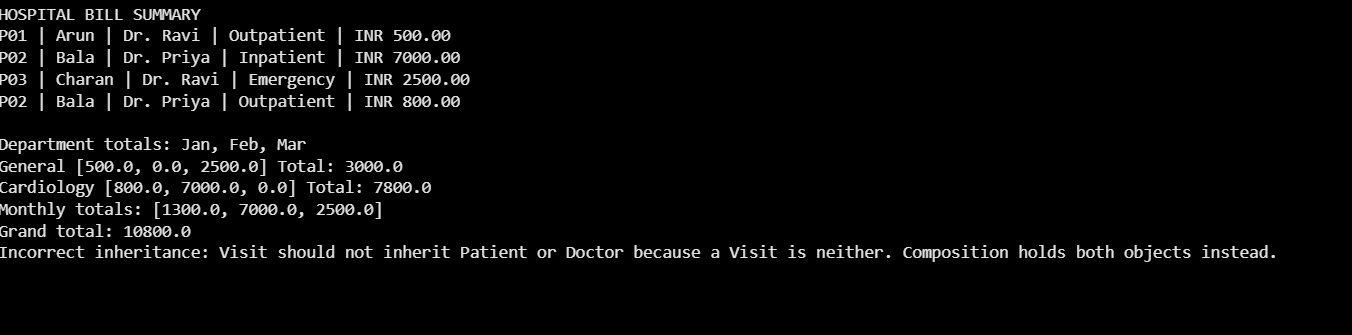 HOSPITAL BILL SUMMARY
P01 | Arun | Dr. Ravi | Outpatient | INR 500.00
P02 | Bala | Dr. Priya | Inpatient | INR 7000.00
P03 | Charan | Dr. Ravi | Emergency | INR 2500.00
P02 | Bala | Dr. Priya | Outpatient | INR 800.00
Department totals: Jan, Feb, Mar
General [500.0, 0.0, 2500.0] Total: 3000.0
Cardiology [800.0, 7000.0, 0.0] Total: 7800.0
Monthly totals: [1300.0, 7000.0, 2500.0]
Grand total: 10800.0
Incorrect inheritance: Visit should not inherit Patient or Doctor because a Visit is neither. Composition holds both objects instead.